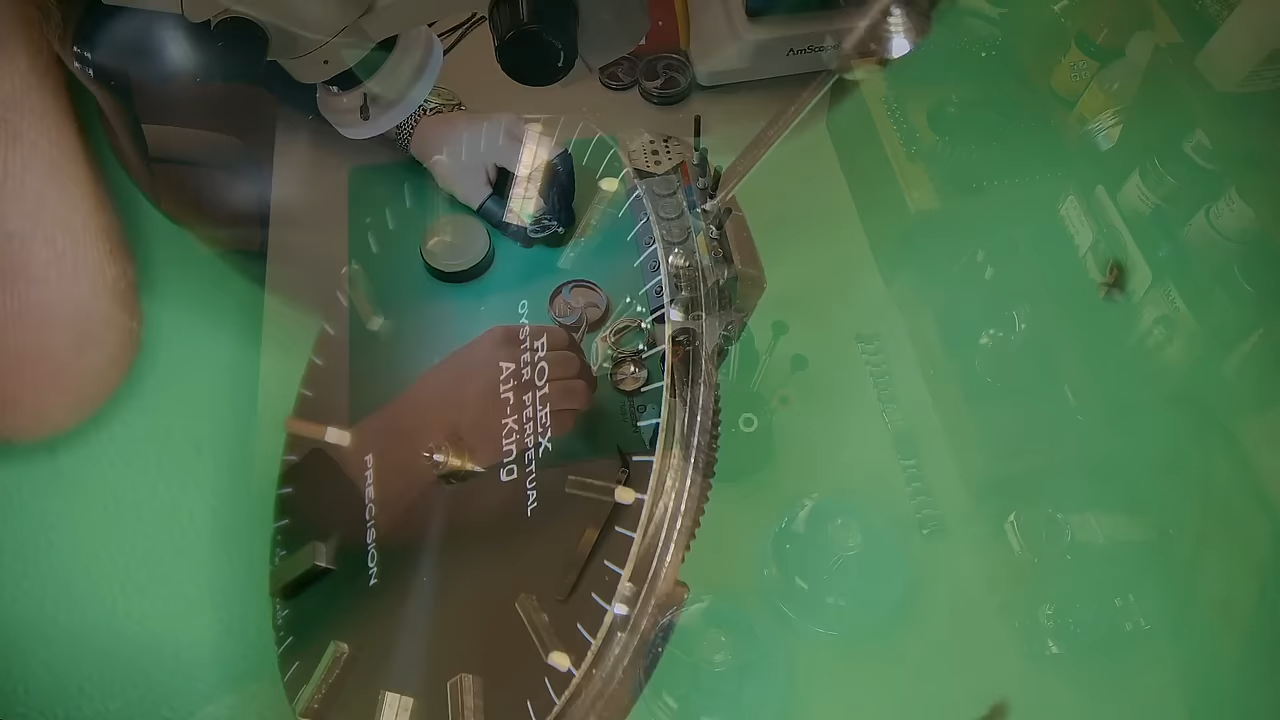 AmScope
ROLEX
OYSTER PERPETUAL
Air-King
PRECISION